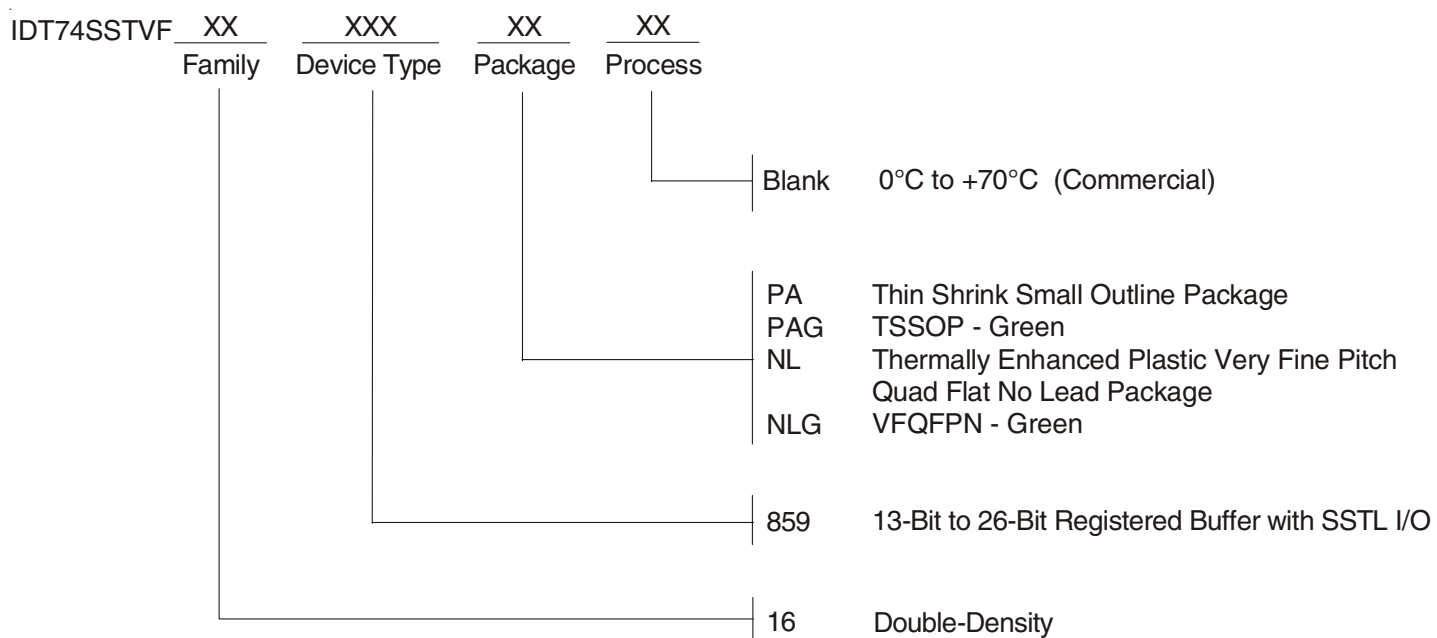 IDT74SSTVF XX XXX XX XX
Family Device Type Package Process
Blank 0°C to +70°C (Commercial)
PA Thin Shrink Small Outline Package
PAG TSSOP - Green
NL Thermally Enhanced Plastic Very Fine Pitch
Quad Flat No Lead Package
NLG VFQFPN - Green
859 13-Bit to 26-Bit Registered Buffer with SSTL I/O
16 Double-Density